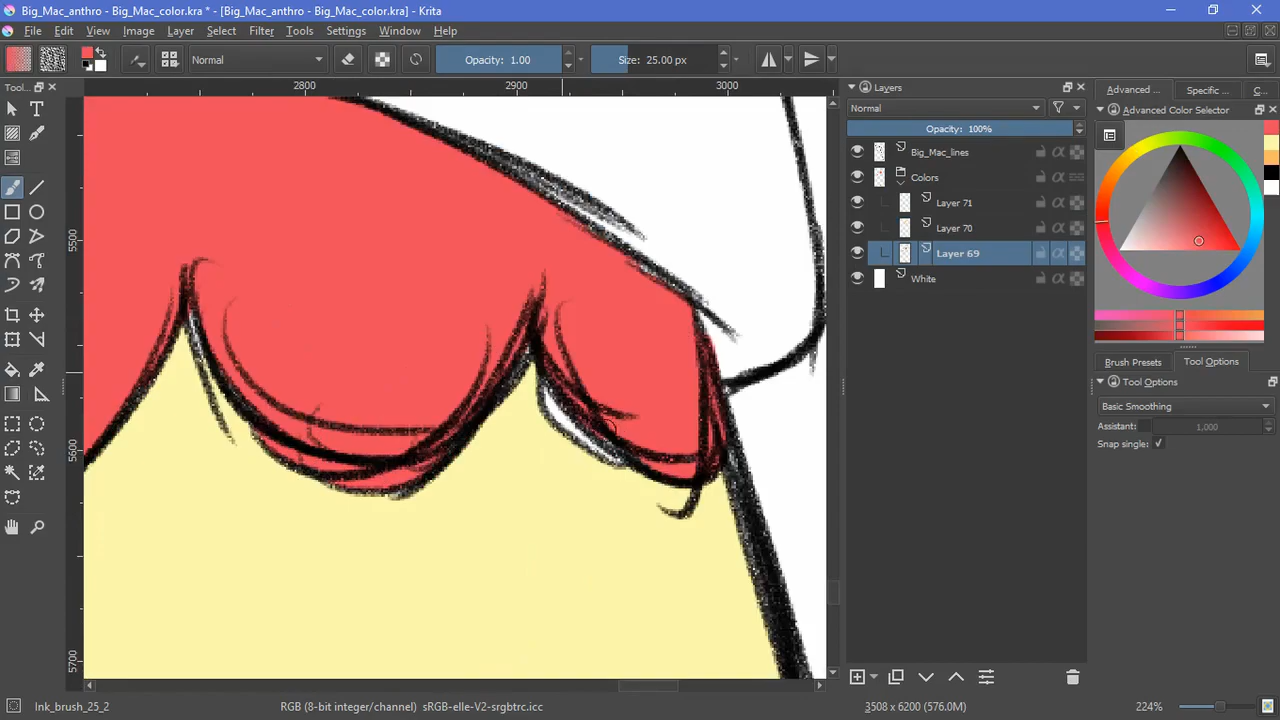 Big_Mac_anthro - Big_Mac_color.kra * - [Big_Mac_anthro - Big_Mac_color.kra] - Krita
File Edit View Image Layer Select Filter Tools Settings Window Help
Normal
Opacity: 1.00
Size: 25.00 px
Tool...
2800 2900 3000
5500
5600
5700
Layers
Normal
Opacity: 100%
Big_Mac_lines
Colors
Layer 71
Layer 70
Layer 69
White
Advanced ... Specific ... C...
Advanced Color Selector
Brush Presets Tool Options
Tool Options
Basic Smoothing
Assistant: 1,000
Snap single:
Ink_brush_25_2
RGB (8-bit integer/channel) sRGB-elle-V2-srgbtrc.icc
3508 x 6200 (576.0M)
224%